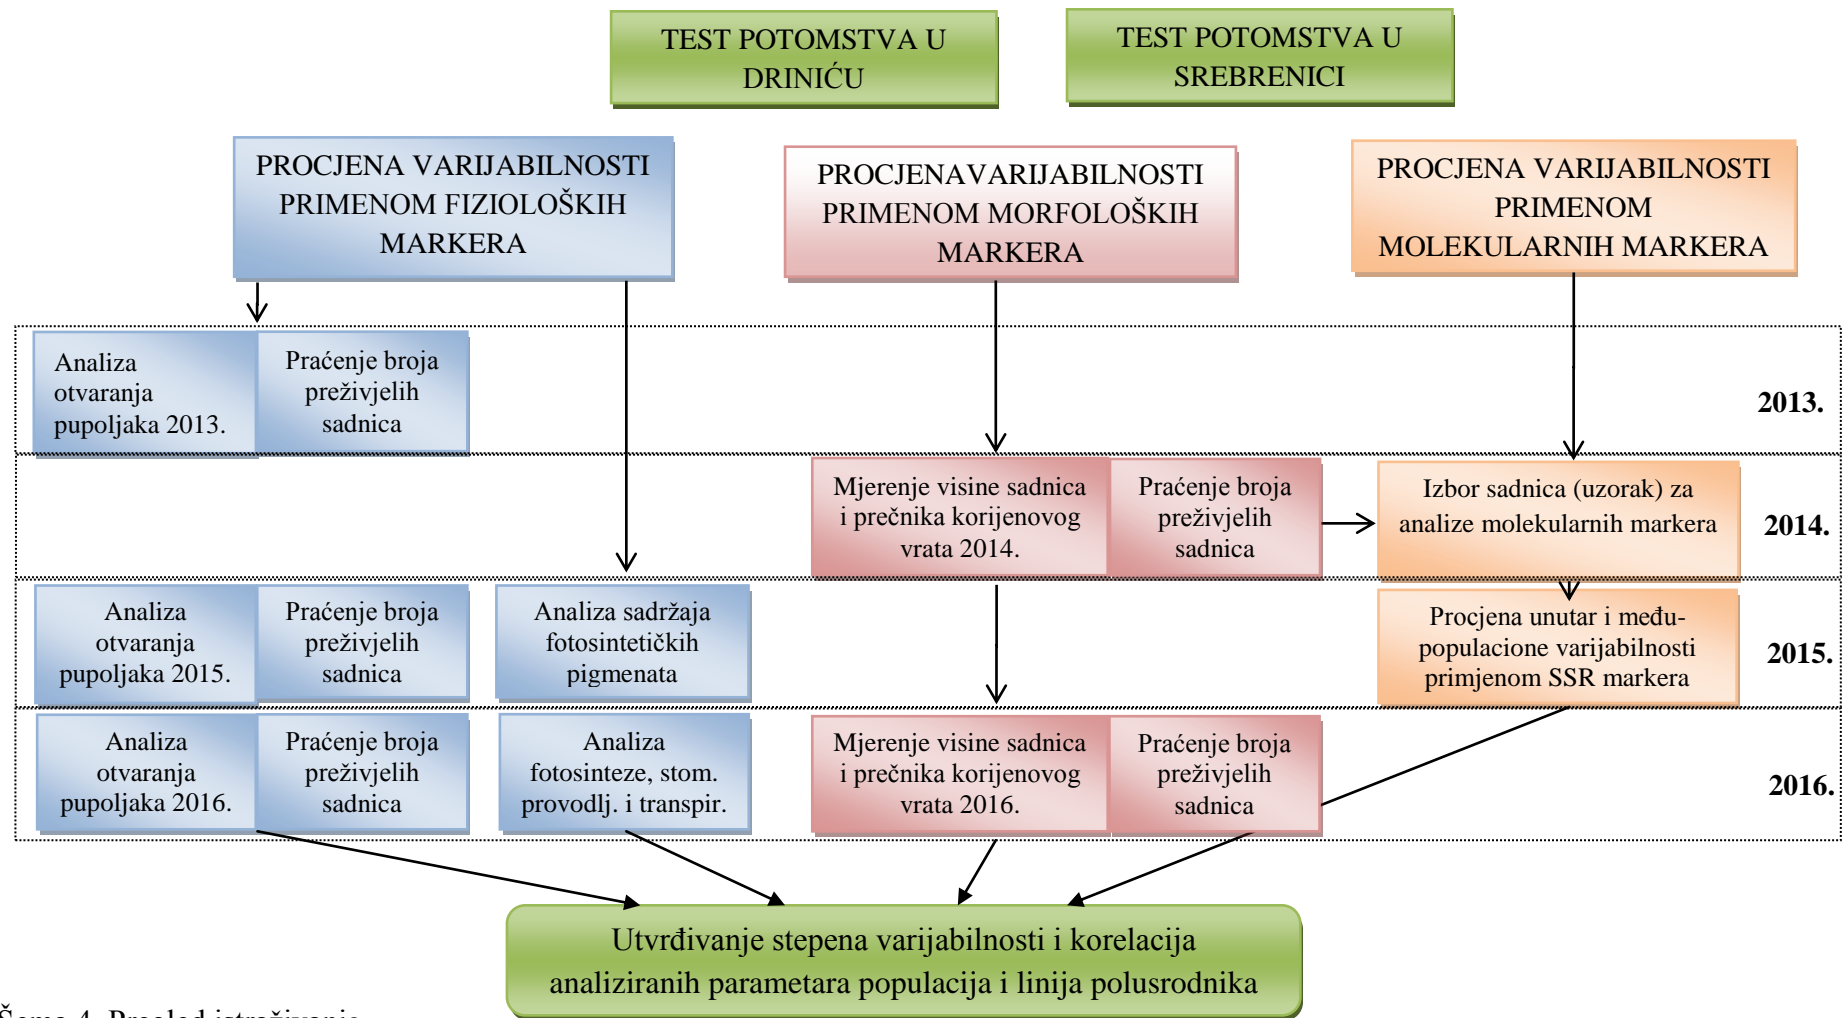 TEST POTOMSTVA U
DRINIĆU
TEST POTOMSTVA U
SREBRENICI
PROCJENA VARIJABILNOSTI
PRIMENOM FIZIOLOŠKIH
MARKERA
PROCJENAVARIJABILNOSTI
PRIMENOM MORFOLOŠKIH
MARKERA
PROCJENA VARIJABILNOSTI
PRIMENOM
MOLEKULARNIH MARKERA
Analiza
otvaranja
pupoljaka 2013.
Praćenje broja
preživjelih
sadnica
2013.
Mjerenje visine sadnica
i prečnika korijenovog
vrata 2014.
Praćenje broja
preživjelih
sadnica
Izbor sadnica (uzorak) za
analize molekularnih markera
2014.
Analiza
otvaranja
pupoljaka 2015.
Praćenje broja
preživjelih
sadnica
Analiza sadržaja
fotosintetičkih
pigmenata
Procjena unutar i među-
populacione varijabilnosti
primjenom SSR markera
2015.
Analiza
otvaranja
pupoljaka 2016.
Praćenje broja
preživjelih
sadnica
Analiza
fotosinteze, stom.
provodlj. i transpir.
Mjerenje visine sadnica
i prečnika korijenovog
vrata 2016.
Praćenje broja
preživjelih
sadnica
2016.
Utvrđivanje stepena varijabilnosti i korelacija
analiziranih parametara populacija i linija polusrodnika
Šema 4. Pregled istraživanja